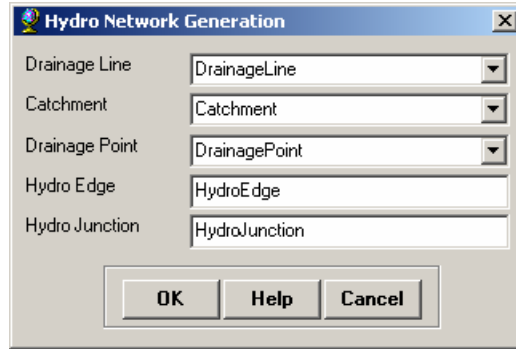 Hydro Network Generation
Drainage Line DrainageLine
Catchment Catchment
Drainage Point DrainagePoint
Hydro Edge HydroEdge
Hydro Junction HydroJunction
OK Help Cancel